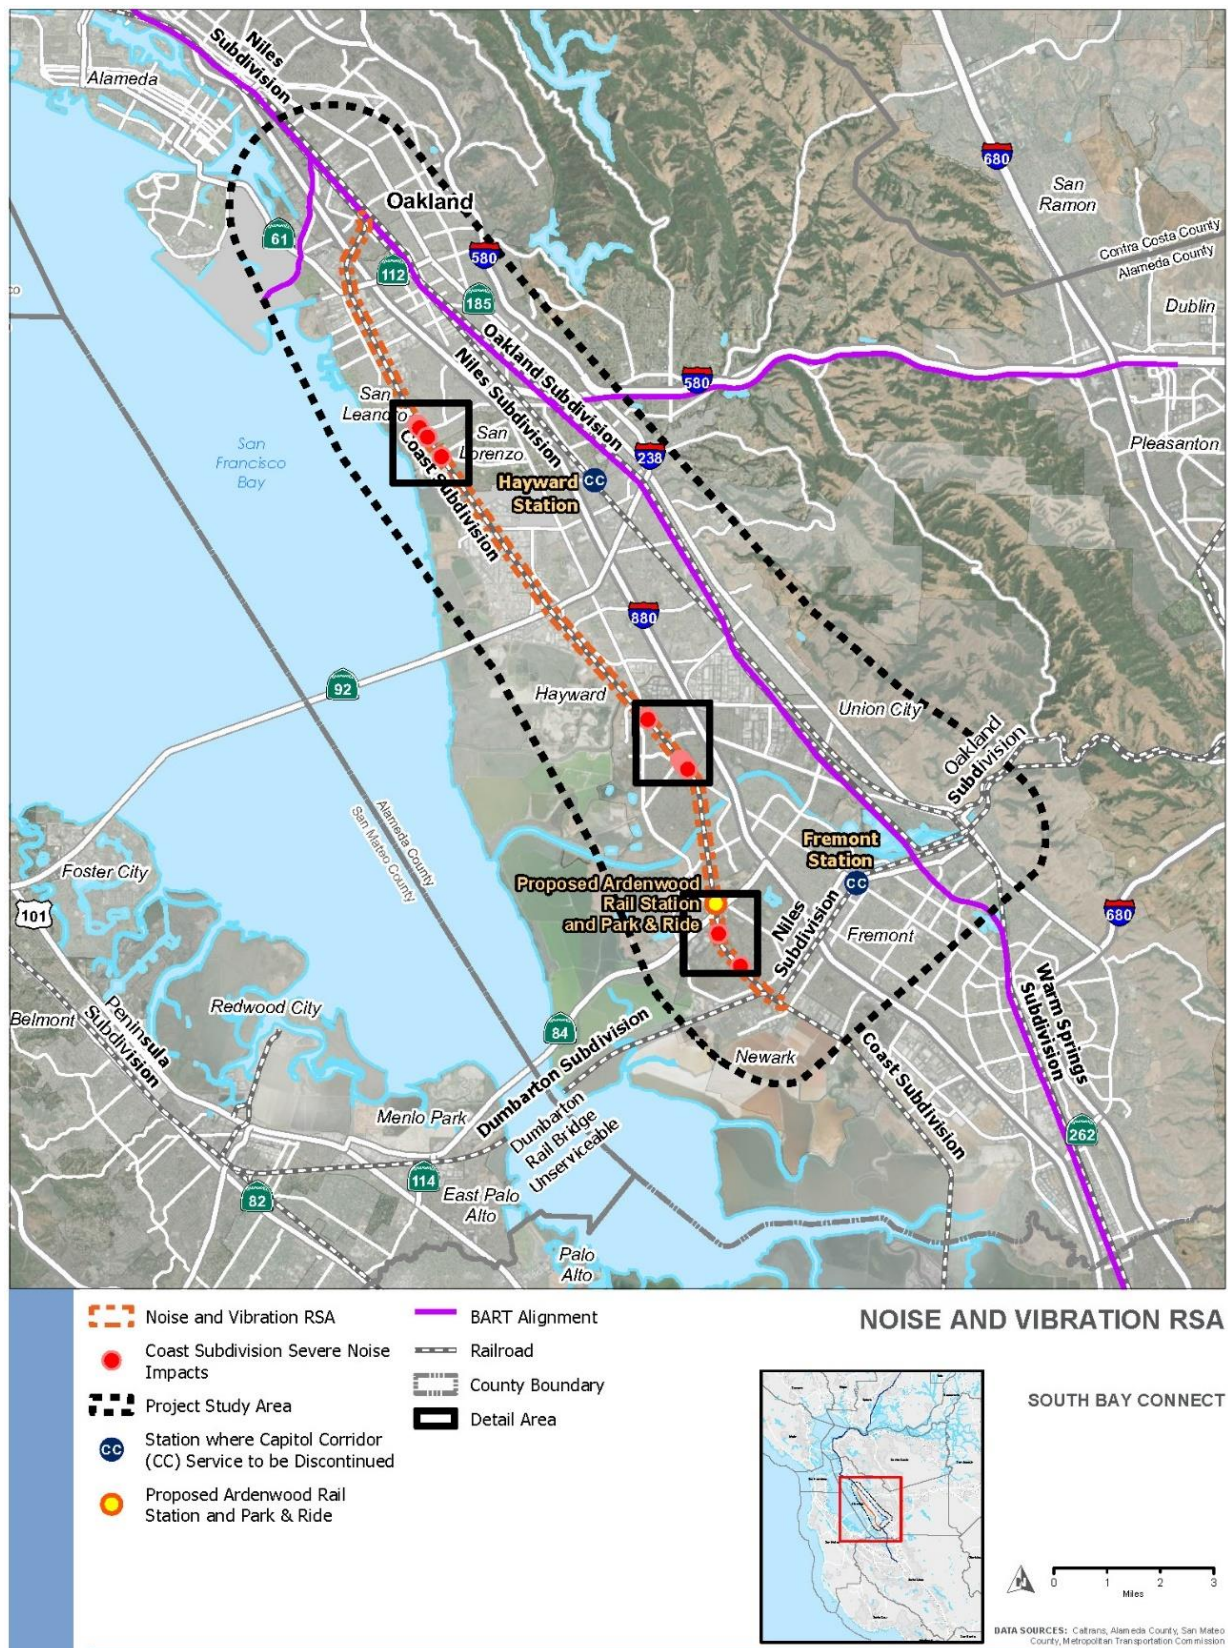 Niles
Subdivision
Alameda
Oakland
680
San
Ramon
61
580
112
Contra Costa County
Alameda County
185
Dublin
co
Oakland Subdivision
Niles Subdivision
580
San
Leandro
San
Lorenzo
Coast Subdivision
San
Francisco
Bay
238
Pleasanton
Hayward
Station
CC
880
92
Hayward
Union City
Oakland
Subdivision
Alameda County
San Mateo County
Foster City
Fremont
Station
CC
Proposed Ardenwood
Rail Station
and Park & Ride
101
680
Niles
Subdivision
Fremont
Belmont
Peninsula
Subdivision
Redwood City
84
Warm Springs
Subdivision
Newark
Coast Subdivision
Menlo Park
Dumbarton Subdivision
Dumbarton
Rail Bridge
Unserviceable
262
114
82
East Palo
Alto
Palo
Alto
Noise and Vibration RSA
Coast Subdivision Severe Noise
Impacts
Project Study Area
CC
Station where Capitol Corridor
(CC) Service to be Discontinued
Proposed Ardenwood Rail
Station and Park & Ride
BART Alignment
Railroad
County Boundary
Detail Area
NOISE AND VIBRATION RSA
SOUTH BAY CONNECT
0 1 2 3
Miles
DATA SOURCES: Caltrans, Alameda County, San Mateo
County, Metropolitan Transportation Commission